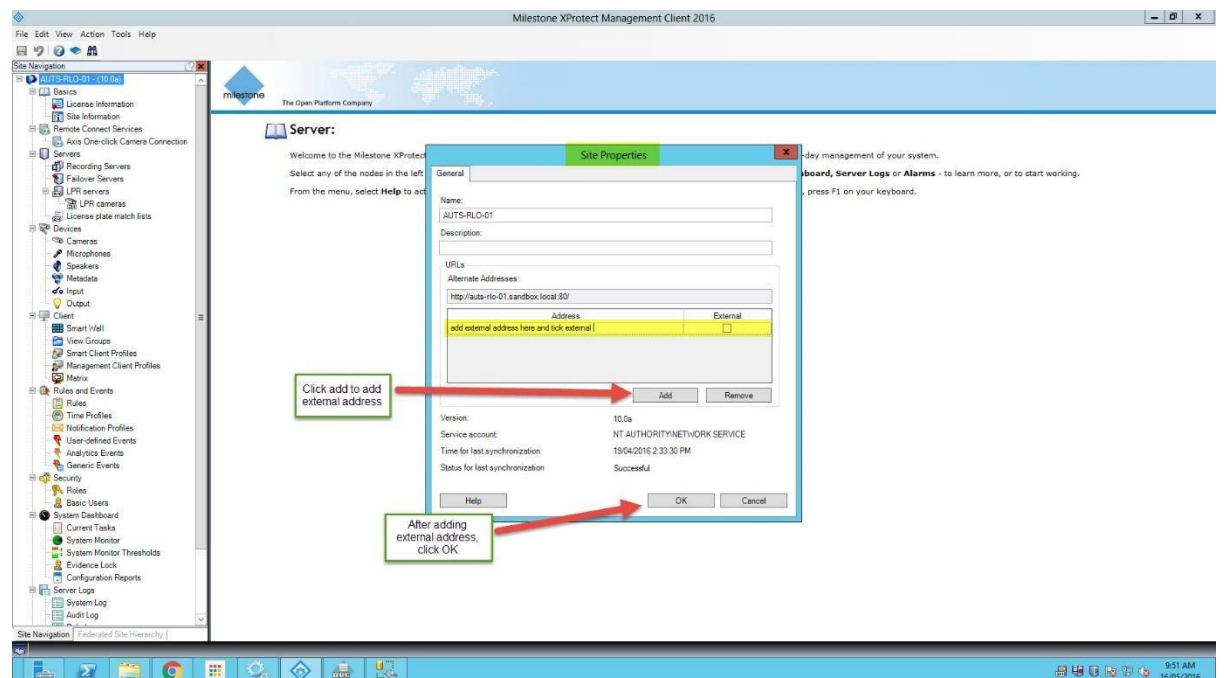 Milestone XProtect Management Client 2016
File Edit View Action Tools Help
Site Navigation
AUTS-RLO-01 - (10.0a)
Basics
License Information
Site Information
Remote Connect Services
Axis One-click Camera Connection
Servers
Recording Servers
Failover Servers
LPR servers
LPR cameras
License plate match lists
Devices
Cameras
Microphones
Speakers
Metadata
Input
Output
Client
Smart Wall
View Groups
Smart Client Profiles
Management Client Profiles
Matrix
Rules and Events
Rules
Time Profiles
Notification Profiles
User-defined Events
Analytics Events
Generic Events
Security
Roles
Basic Users
System Dashboard
Current Tasks
System Monitor
System Monitor Thresholds
Evidence Lock
Configuration Reports
Server Logs
System Log
Audit Log
Site Navigation Federated Site Hierarchy
milestone
The Open Platform Company
Server:
Welcome to the Milestone XProtect
-day management of your system.
Select any of the nodes in the left
board, Server Logs or Alarms - to learn more, or to start working.
From the menu, select Help to act
, press F1 on your keyboard.
Site Properties
x
General
Name:
AUTS-RLO-01
Description:
URLs
Alternate Addresses:
http://auts-rlo-01.sandbox.local:80/
Address External
add external address here and tick external
Add Remove
Version: 10.0a
Service account: NT AUTHORITY\NETWORK SERVICE
Time for last synchronization: 19/04/2016 2:33:30 PM
Status for last synchronization Successful
Help OK Cancel
Click add to add
external address
After adding
external address,
click OK
9:51 AM
16/05/2016